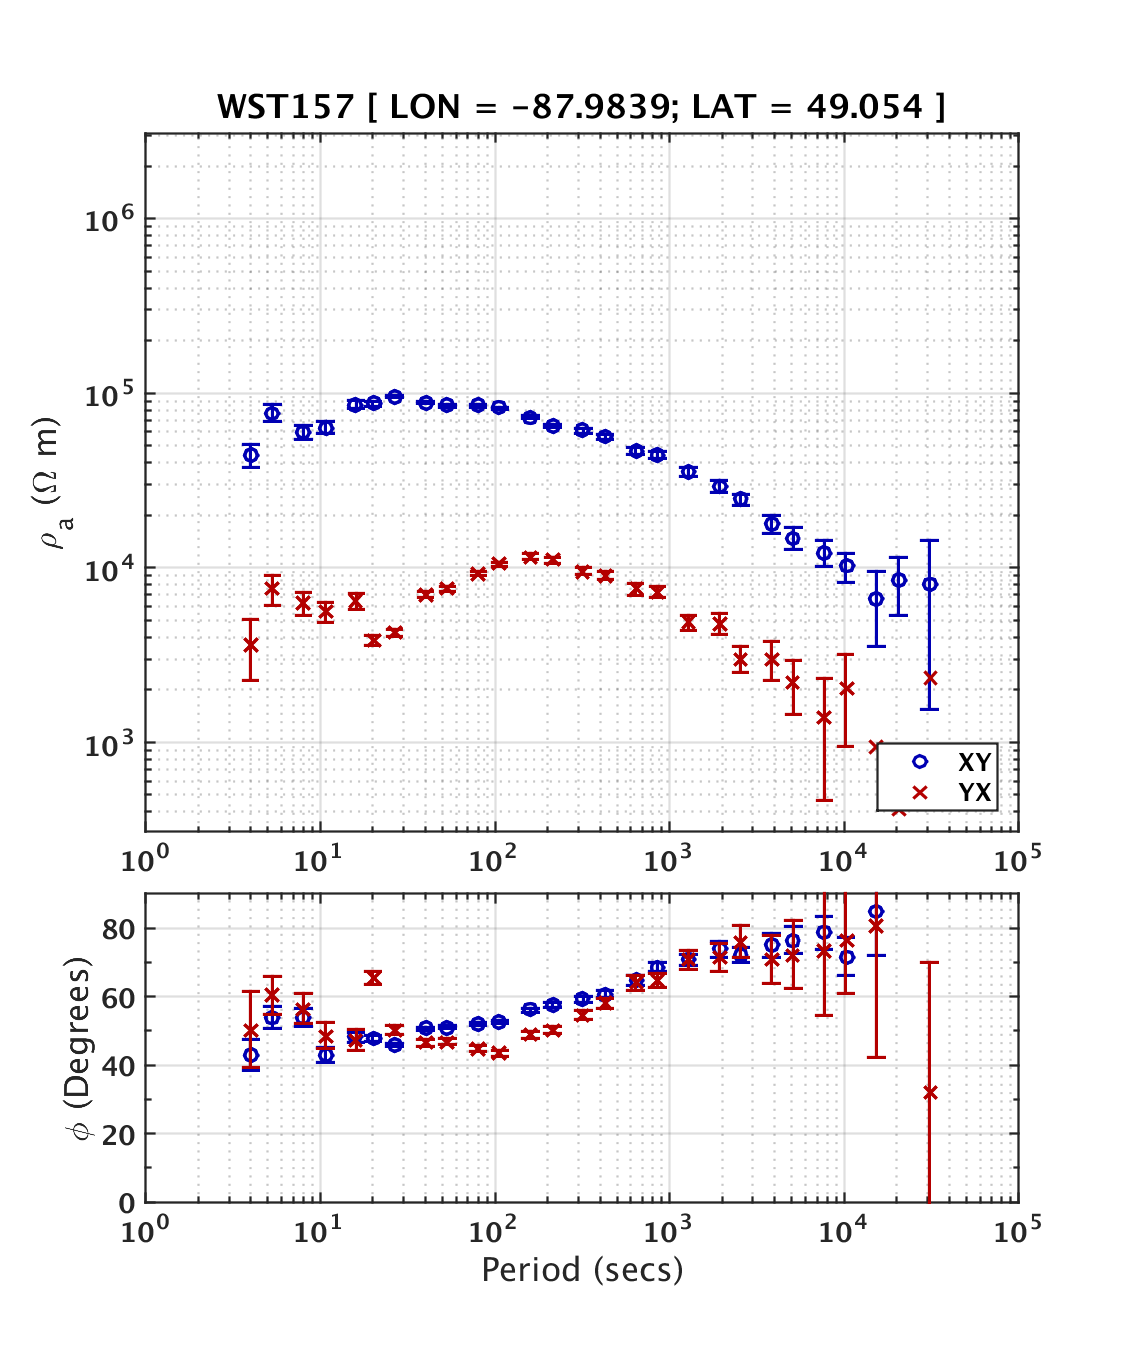 WST157 [ LON = -87.9839; LAT = 49.054 ]
ρa (Ω m)
10^6
10^5
10^4
10^3
XY
YX
10^0 10^1 10^2 10^3 10^4 10^5
ϕ (Degrees)
80
60
40
20
0
10^0 10^1 10^2 10^3 10^4 10^5
Period (secs)